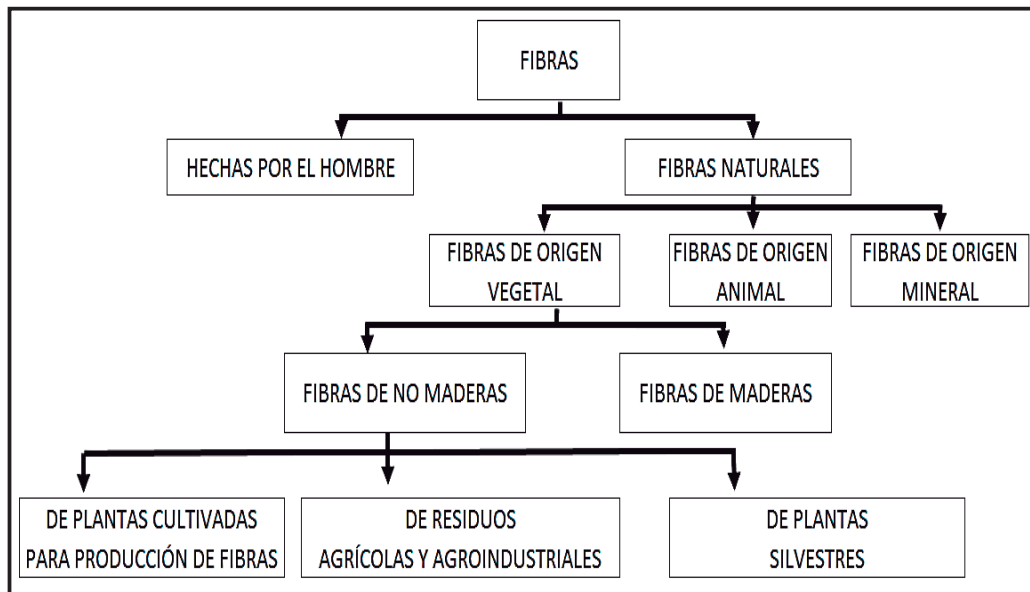 FIBRAS
HECHAS POR EL HOMBRE
FIBRAS NATURALES
FIBRAS DE ORIGEN
VEGETAL
FIBRAS DE ORIGEN
ANIMAL
FIBRAS DE ORIGEN
MINERAL
FIBRAS DE NO MADERAS
FIBRAS DE MADERAS
DE PLANTAS CULTIVADAS
PARA PRODUCCIÓN DE FIBRAS
DE RESIDUOS
AGRÍCOLAS Y AGROINDUSTRIALES
DE PLANTAS
SILVESTRES